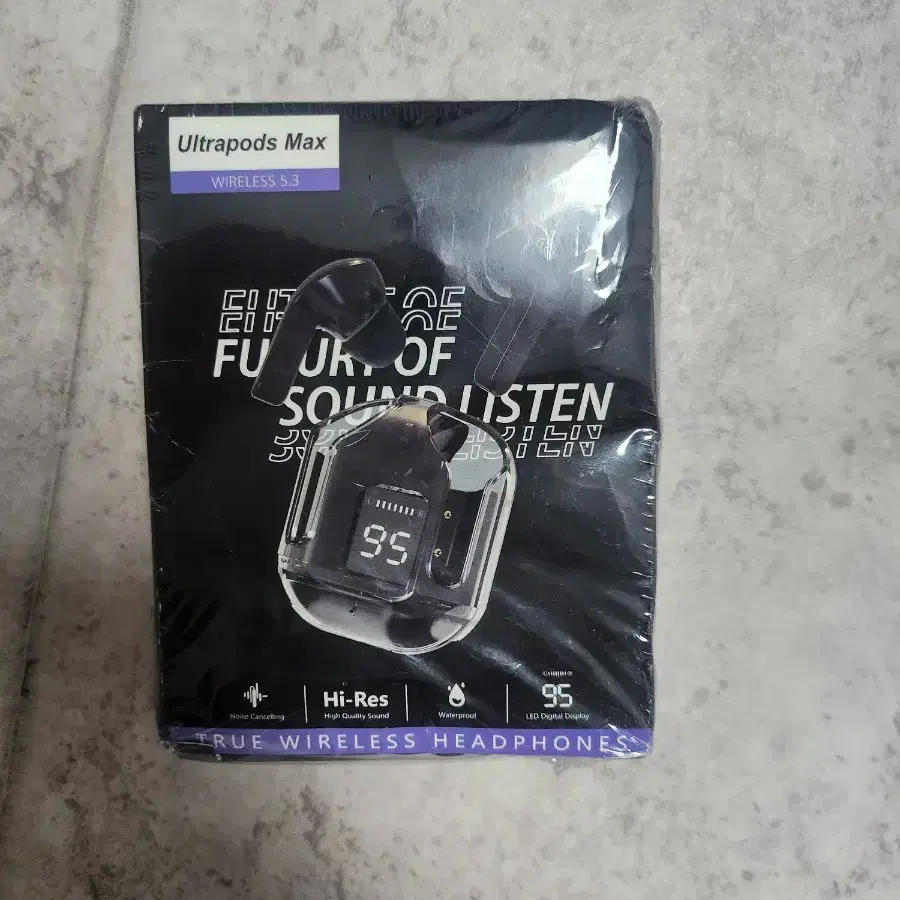 Ultrapods Max
WIRELESS 5.3
FUTURY OF
SOUND LISTEN
95
Noise Cancelling
Hi-Res
High Quality Sound
Waterproof
95
LED Digital Display
TRUE WIRELESS HEADPHONES